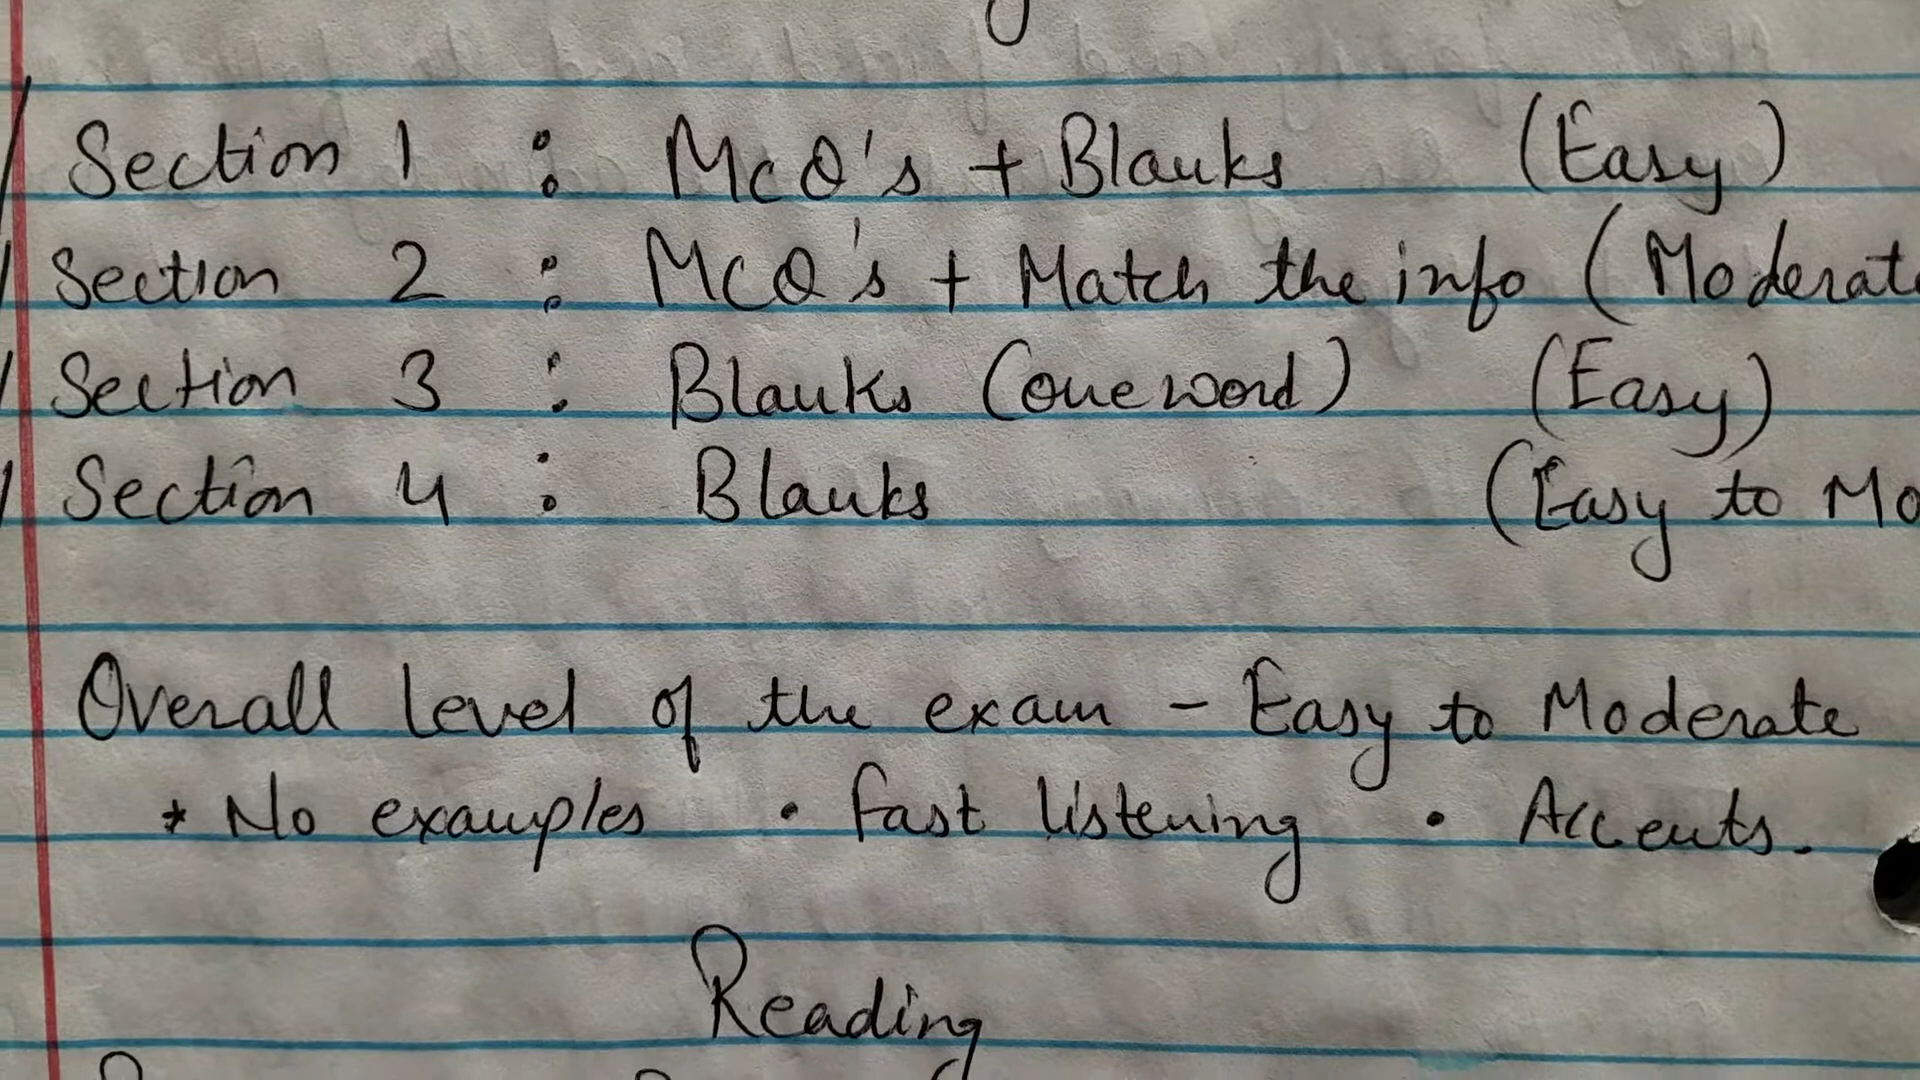 Section 1 : McQ's + Blanks (Easy)
Section 2 : McQ's + Match the info (Moderate
Section 3 : Blanks (one word) (Easy)
Section 4 : Blanks (Easy to Mo
Overall level of the exam - Easy to Moderate
* No examples • fast listening • Accents.
Reading